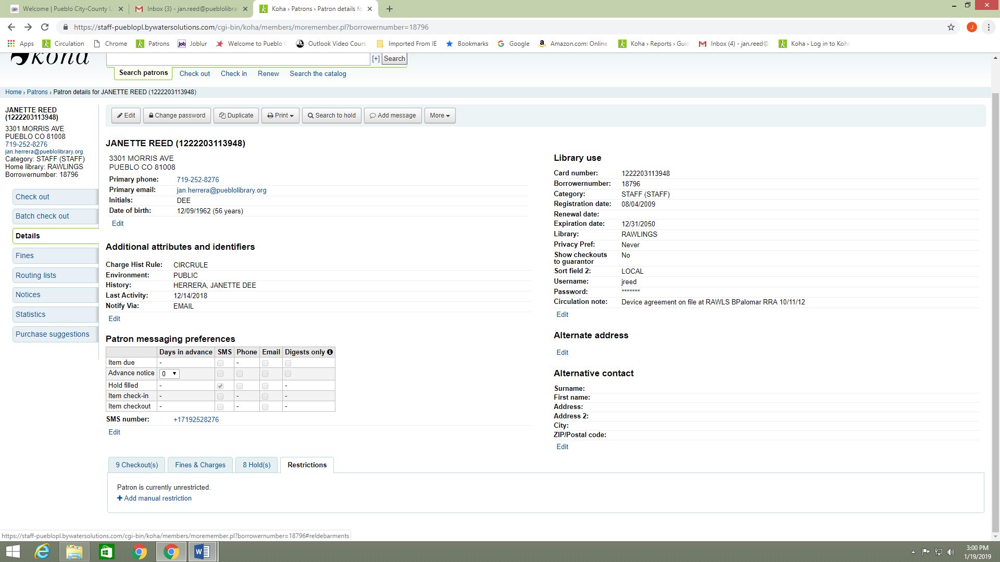 Welcome | Pueblo City-County Li
Inbox (3) - jan.reed@pueblolibrar
Koha › Patrons › Patron details fo
https://staff-pueblopl.bywatersolutions.com/cgi-bin/koha/members/moremember.pl?borrowernumber=18796
J
Apps
Circulation
Chrome
Patrons
job Joblur
Welcome to Pueblo C
Outlook Video Cours
Imported From IE
Bookmarks
Google
Amazon.com: Online
Koha › Reports › Guid
Inbox (4) - jan.reed@
Koha › Log in to Koha
koha
[+] Search
Search patrons Check out Check in Renew Search the catalog
Home › Patrons › Patron details for JANETTE REED (1222203113948)
JANETTE REED
(1222203113948)
3301 MORRIS AVE
PUEBLO CO 81008
719-252-8276
jan.herrera@pueblolibrary.org
Category: STAFF (STAFF)
Home library: RAWLINGS
Borrowernumber: 18796
Check out
Batch check out
Details
Fines
Routing lists
Notices
Statistics
Purchase suggestions
Edit Change password Duplicate Print Search to hold Add message More
JANETTE REED (1222203113948)
3301 MORRIS AVE
PUEBLO CO 81008
Primary phone: 719-252-8276
Primary email: jan.herrera@pueblolibrary.org
Initials: DEE
Date of birth: 12/09/1962 (56 years)
Edit
Additional attributes and identifiers
Charge Hist Rule: CIRCRULE
Environment: PUBLIC
History: HERRERA, JANETTE DEE
Last Activity: 12/14/2018
Notify Via: EMAIL
Edit
Patron messaging preferences
Days in advance SMS Phone Email Digests only
Item due - -
Advance notice 0
Hold filled - -
Item check-in - - -
Item checkout - - -
SMS number: +17192528276
Edit
Library use
Card number: 1222203113948
Borrowernumber: 18796
Category: STAFF (STAFF)
Registration date: 08/04/2009
Renewal date:
Expiration date: 12/31/2050
Library: RAWLINGS
Privacy Pref: Never
Show checkouts No
to guarantor
Sort field 2: LOCAL
Username: jreed
Password: *******
Circulation note: Device agreement on file at RAWLS BPalomar RRA 10/11/12
Edit
Alternate address
Edit
Alternative contact
Surname:
First name:
Address:
Address 2:
City:
ZIP/Postal code:
Edit
9 Checkout(s) Fines & Charges 8 Hold(s) Restrictions
Patron is currently unrestricted.
+ Add manual restriction
https://staff-pueblopl.bywatersolutions.com/cgi-bin/koha/members/moremember.pl?borrowernumber=18796#reldebarments
3:00 PM
1/19/2019